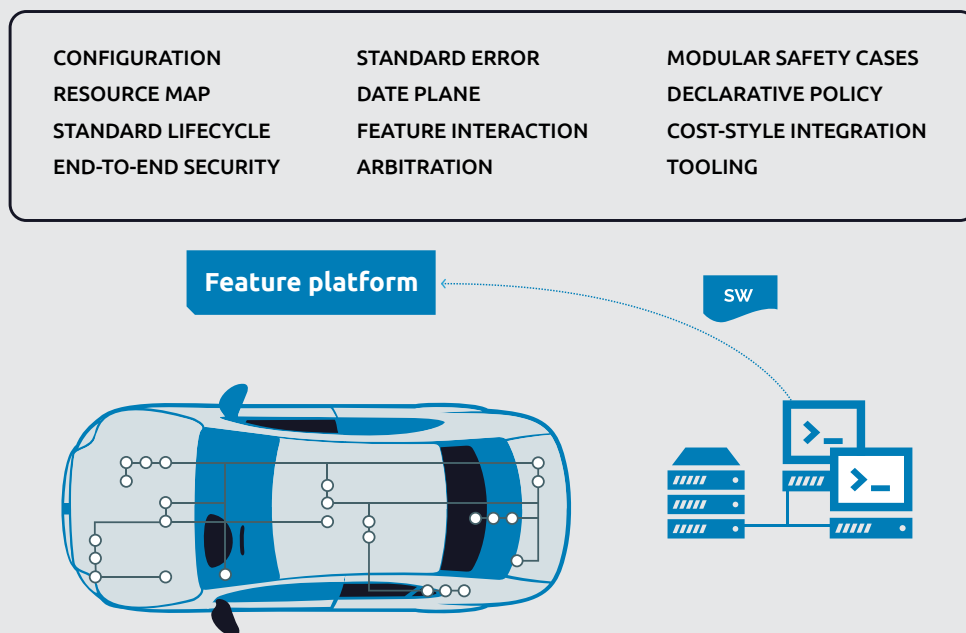 CONFIGURATION
RESOURCE MAP
STANDARD LIFECYCLE
END-TO-END SECURITY
STANDARD ERROR
DATE PLANE
FEATURE INTERACTION
ARBITRATION
MODULAR SAFETY CASES
DECLARATIVE POLICY
COST-STYLE INTEGRATION
TOOLING
Feature platform
SW